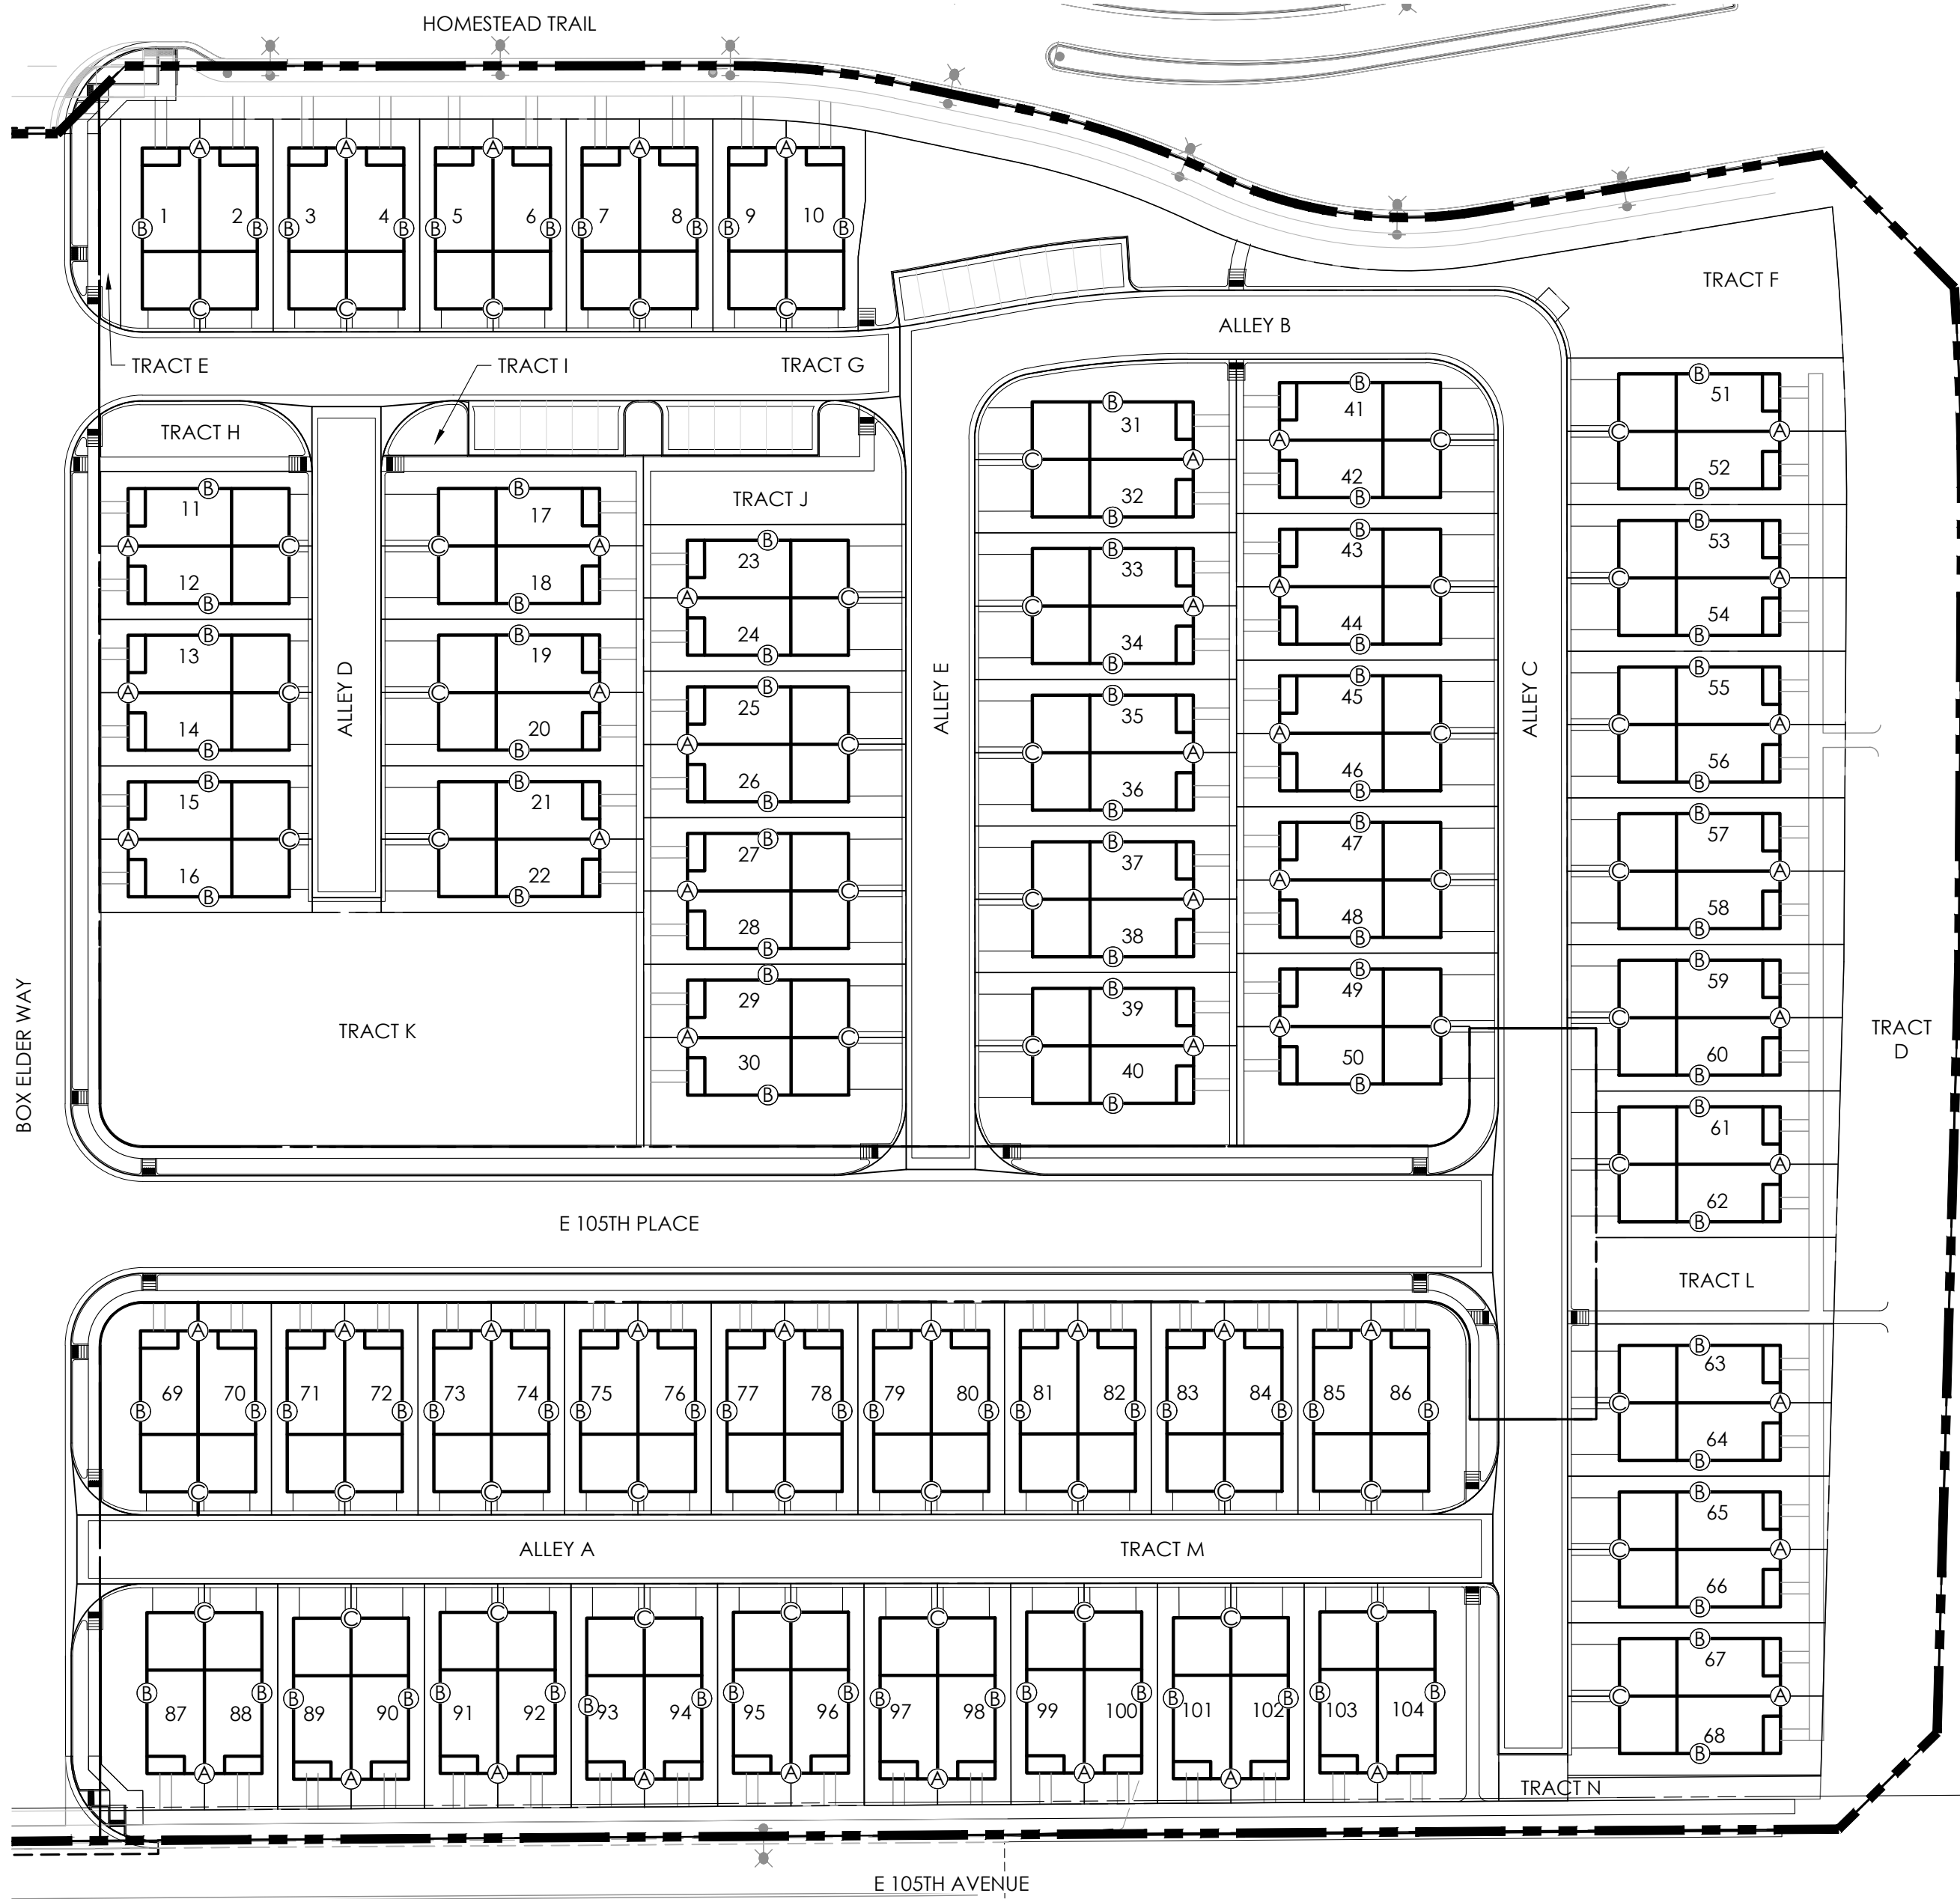 HOMESTEAD TRAIL
A A A A A
1 2 3 4 5 6 7 8 9 10
B B B B B B B B B B
C C C C C
TRACT F
ALLEY B
TRACT E
TRACT I
TRACT G
TRACT H
TRACT J
B
11
A C
12
B
B
13
A C
14
B
B
15
A C
16
B
ALLEY D
B
17
C A
18
B
B
19
C A
20
B
B
21
C A
22
B
B
23
A C
24
B
B
25
A C
26
B
B
27
A C
28
B
B
29
A C
30
B
ALLEY E
B
31
C A
32
B
B
33
C A
34
B
B
35
C A
36
B
B
37
C A
38
B
B
39
C A
40
B
B
41
A C
42
B
B
43
A C
44
B
B
45
A C
46
B
B
47
A C
48
B
B
49
A C
50
B
ALLEY C
B
51
C A
52
B
B
53
C A
54
B
B
55
C A
56
B
B
57
C A
58
B
B
59
C A
60
B
B
61
C A
62
B
TRACT
D
TRACT K
BOX ELDER WAY
E 105TH PLACE
TRACT L
B
63
C A
64
B
B
65
C A
66
B
B
67
C A
68
B
A A A A A A A A A
69 70 71 72 73 74 75 76 77 78 79 80 81 82 83 84 85 86
B B B B B B B B B B B B B B B B B B
C C C C C C C C C
ALLEY A
TRACT M
C C C C C C C C C
B B B B B B B B B B B B B B B B B B
87 88 89 90 91 92 93 94 95 96 97 98 99 100 101 102 103 104
A A A A A A A A A
TRACT N
E 105TH AVENUE